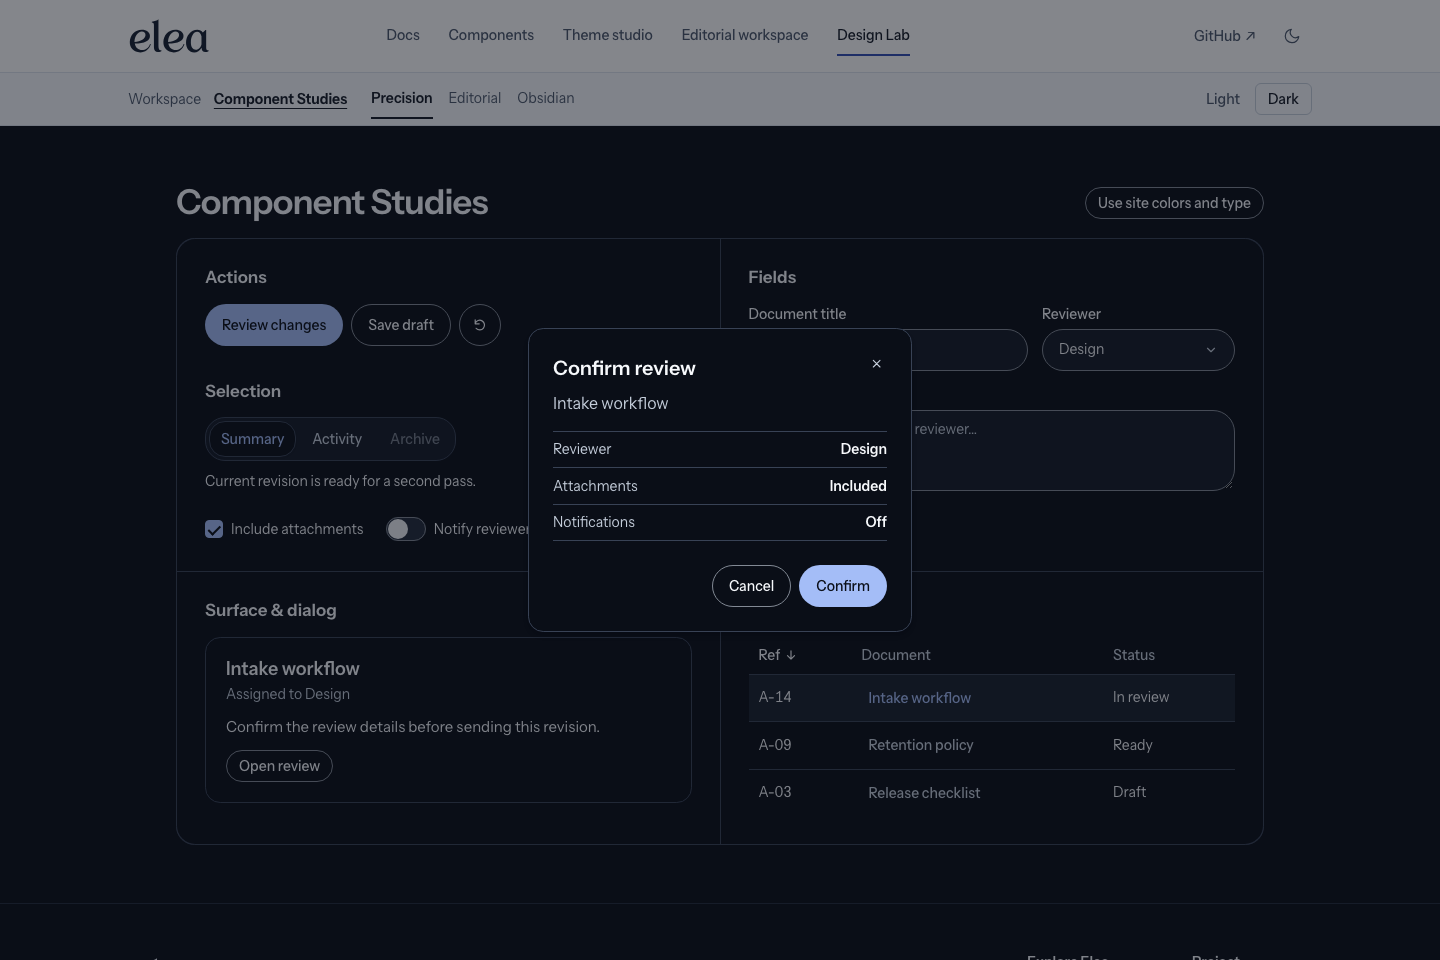 elea
Docs
Components
Theme studio
Editorial workspace
Design Lab
GitHub ↗
Workspace
Component Studies
Precision
Editorial
Obsidian
Light
Dark
Component Studies
Use site colors and type
Actions
Review changes
Save draft
Selection
Summary
Activity
Archive
Current revision is ready for a second pass.
Include attachments
Notify reviewer
Fields
Document title
Reviewer
Design
reviewer...
Confirm review
×
Intake workflow
Reviewer
Design
Attachments
Included
Notifications
Off
Cancel
Confirm
Surface & dialog
Intake workflow
Assigned to Design
Confirm the review details before sending this revision.
Open review
Ref ↓
Document
Status
A-14
Intake workflow
In review
A-09
Retention policy
Ready
A-03
Release checklist
Draft
Explore Elea
Project